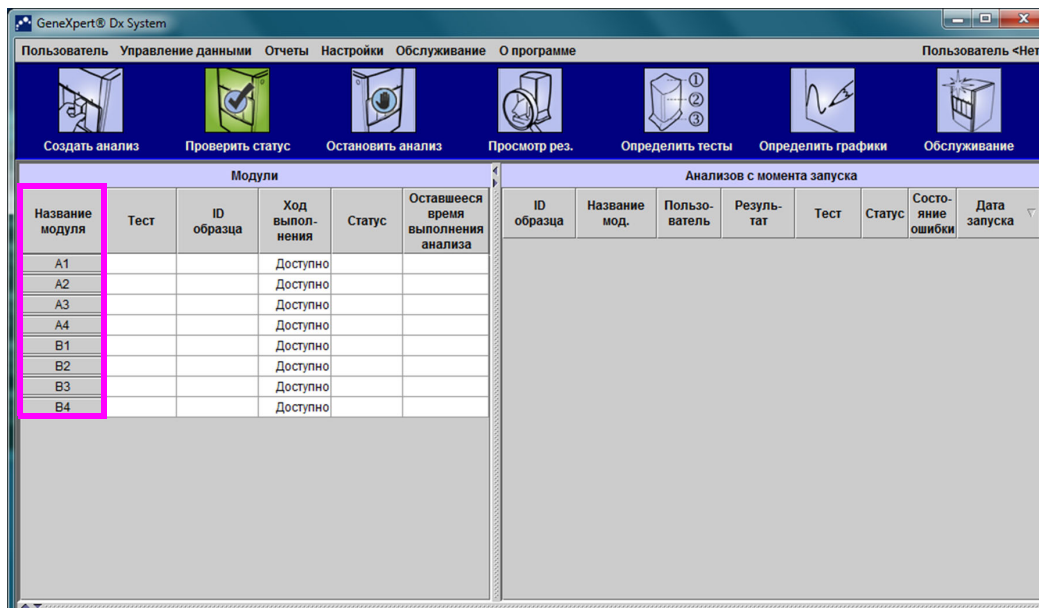 GeneXpert® Dx System
Пользователь Управление данными Отчеты Настройки Обслуживание О программе Пользователь <Нет
① ② ③
Создать анализ Проверить статус Остановить анализ Просмотр рез. Определить тесты Определить графики Обслуживание
Модули
Название модуля Тест ID образца Ход выпол- нения Статус Оставшееся время выполнения анализа
A1 Доступно
A2 Доступно
A3 Доступно
A4 Доступно
B1 Доступно
B2 Доступно
B3 Доступно
B4 Доступно
Анализов с момента запуска
ID образца Название мод. Пользо- ватель Резуль- тат Тест Статус Состо- яние ошибки Дата запуска